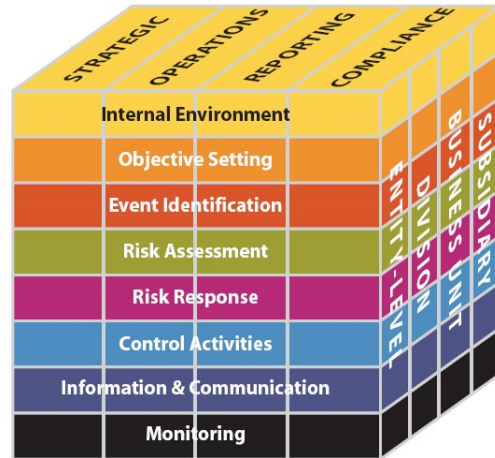 STRATEGIC
OPERATIONS
REPORTING
COMPLIANCE
Internal Environment
Objective Setting
Event Identification
Risk Assessment
Risk Response
Control Activities
Information & Communication
Monitoring
ENTITY-LEVEL
DIVISION
BUSINESS UNIT
SUBSIDIARY